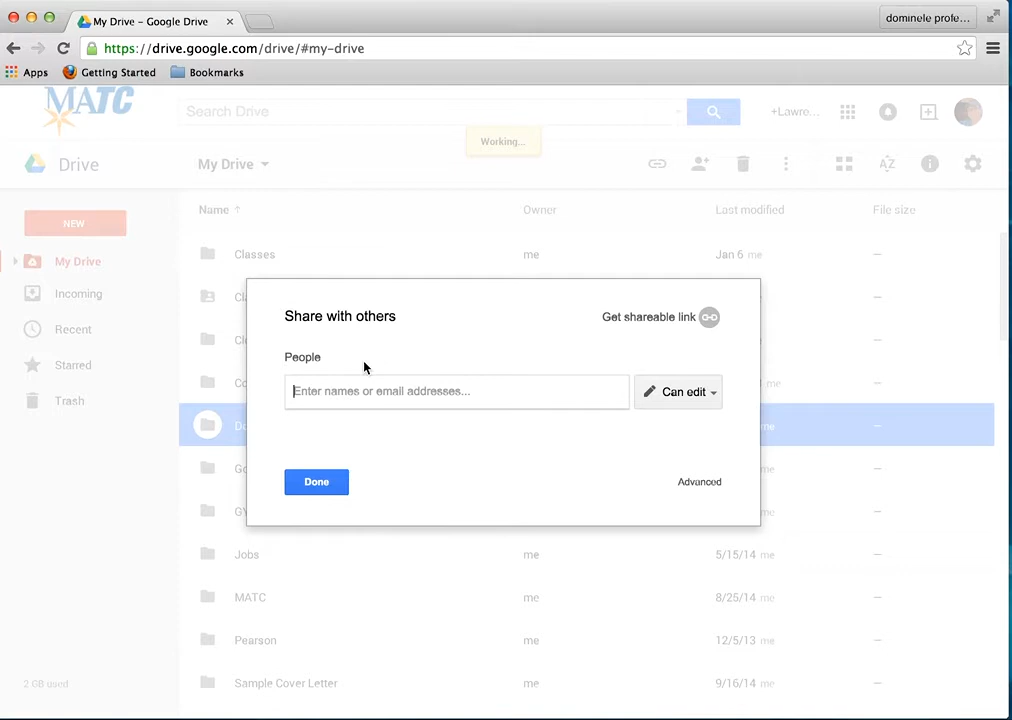 My Drive – Google Drive
dominele profe...
https://drive.google.com/drive/#my-drive
Apps Getting Started Bookmarks
MATC
Search Drive
+Lawro...
Working...
Drive
My Drive
NEW
My Drive
Incoming
Recent
Starred
Trash
2 GB used
Name Owner Last modified File size
Classes me Jan 6 me –
Share with others
Get shareable link
People
Enter names or email addresses...
Can edit
Done
Advanced
Jobs me 5/15/14 me –
MATC me 8/25/14 me –
Pearson me 12/5/13 me –
Sample Cover Letter me 9/16/14 me –